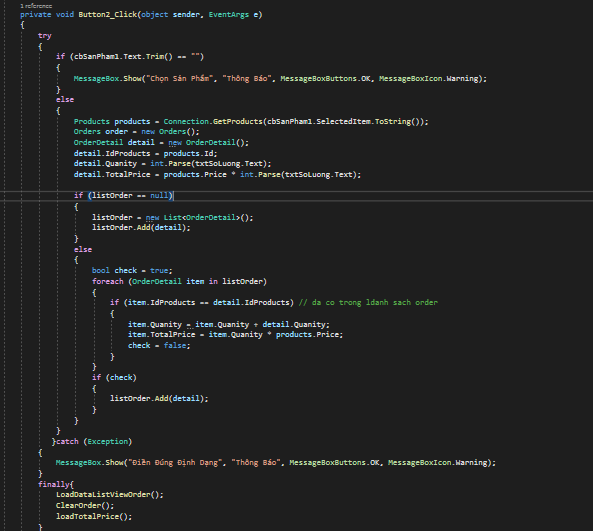 1 reference
private void Button2_Click(object sender, EventArgs e)
{
try
{
if (cbSanPham1.Text.Trim() == "")
{
MessageBox.Show("Chọn Sản Phẩm", "Thông Báo", MessageBoxButtons.OK, MessageBoxIcon.Warning);
}
else
{
Products products = Connection.GetProducts(cbSanPham1.SelectedItem.ToString());
Orders order = new Orders();
OrderDetail detail = new OrderDetail();
detail.IdProducts = products.Id;
detail.Quanity = int.Parse(txtSoLuong.Text);
detail.TotalPrice = products.Price * int.Parse(txtSoLuong.Text);
if (listOrder == null)
{
listOrder = new List<OrderDetail>();
listOrder.Add(detail);
}
else
{
bool check = true;
foreach (OrderDetail item in listOrder)
{
if (item.IdProducts == detail.IdProducts) // da co trong ldanh sach order
{
item.Quanity = item.Quanity + detail.Quanity;
item.TotalPrice = item.Quanity * products.Price;
check = false;
}
}
if (check)
{
listOrder.Add(detail);
}
}
}
}catch (Exception)
{
MessageBox.Show("Điền Đúng Định Dạng", "Thông Báo", MessageBoxButtons.OK, MessageBoxIcon.Warning);
}
finally{
LoadDataListViewOrder();
ClearOrder();
loadTotalPrice();
}